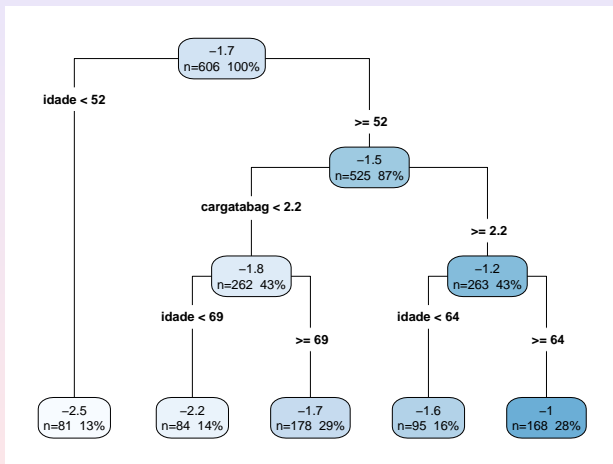 −1.7
n=606 100%
idade < 52
>= 52
−1.5
n=525 87%
cargatabag < 2.2
>= 2.2
−1.8
n=262 43%
−1.2
n=263 43%
idade < 69
>= 69
idade < 64
>= 64
−2.5
n=81 13%
−2.2
n=84 14%
−1.7
n=178 29%
−1.6
n=95 16%
−1
n=168 28%